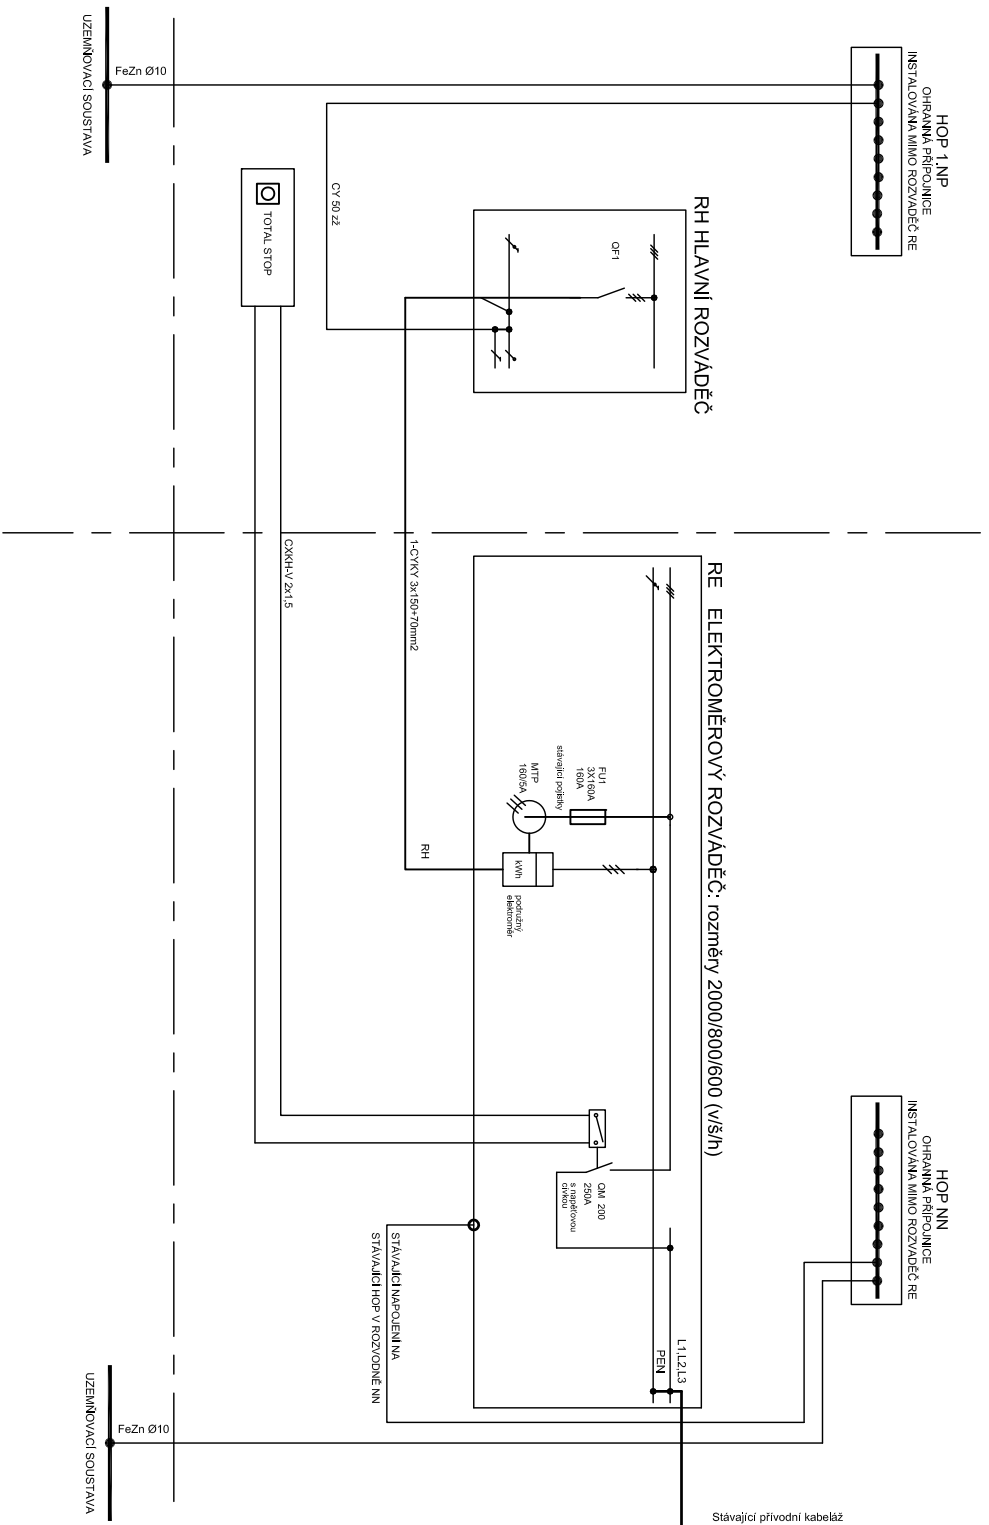 HOP 1.NP
OHRANNÁ PŘÍPOJNICE
INSTALOVÁNA MIMO ROZVADĚČ RE
UZEMŇOVACÍ SOUSTAVA
FeZn Ø10
TOTAL STOP
CY 50 zž
RH HLAVNÍ ROZVÁDĚČ
QF1
CXKH-V 2x1,5
1-CYKY 3x150+70mm2
RE ELEKTROMĚROVÝ ROZVÁDĚČ: rozměry 2000/800/600 (v/š/h)
FU1
3X160A
160A
stávající pojistky
MTP
160/5A
RH
kWh
podružný
elektroměr
QM 200
250A
s napěťovou
cívkou
STÁVAJÍCÍ NAPOJENÍ NA
STÁVAJÍCÍ HOP V ROZVODNĚ NN
L1,L2,L3
PEN
HOP NN
OHRANNÁ PŘÍPOJNICE
INSTALOVÁNA MIMO ROZVADĚČ RE
FeZn Ø10
UZEMŇOVACÍ SOUSTAVA
Stávající přívodní kabeláž